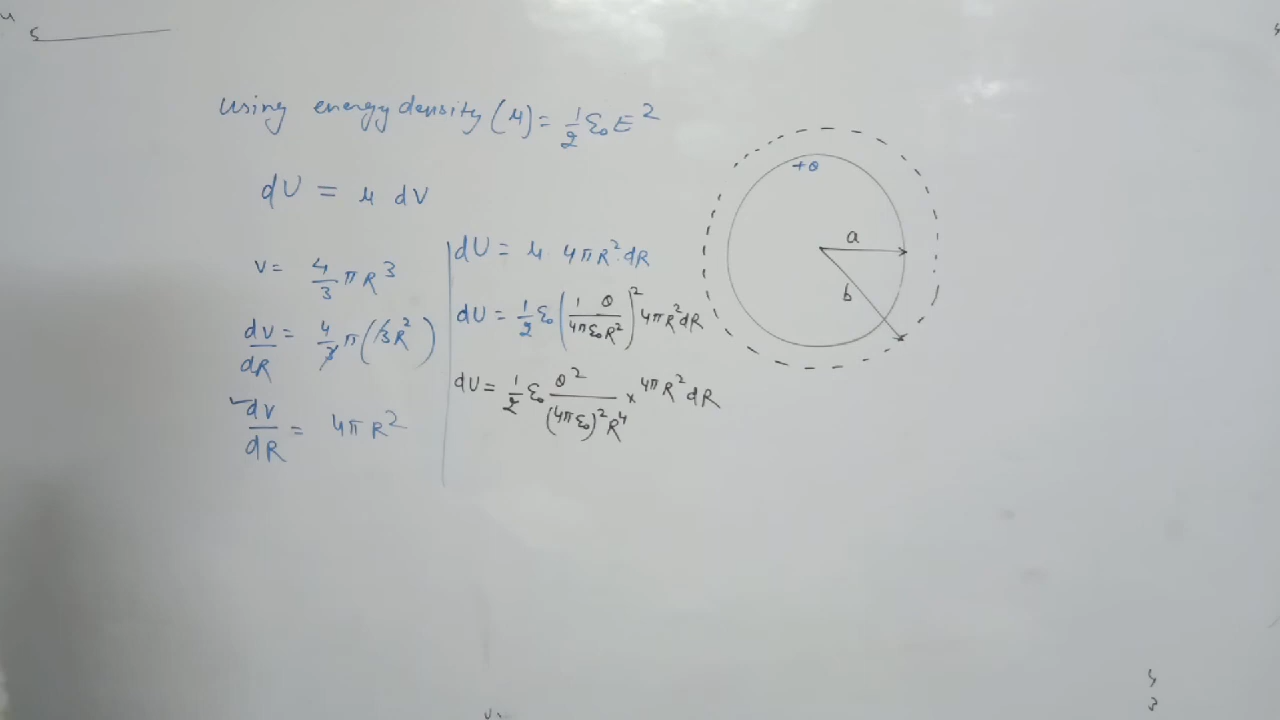 using energy density (μ) = 1/2 ε₀ E²
dU = μ dV
V = 4/3 π R³
dv/dR = 4/3 π (3R²)
dv/dR = 4π R²
dU = μ · 4πR² dR
dU = 1/2 ε₀ (1/4πε₀ θ/R²)² 4πR² dR
dU = 1/2 ε₀ θ²/(4πε₀)² R⁴ × 4π R² dR
+θ
a
b